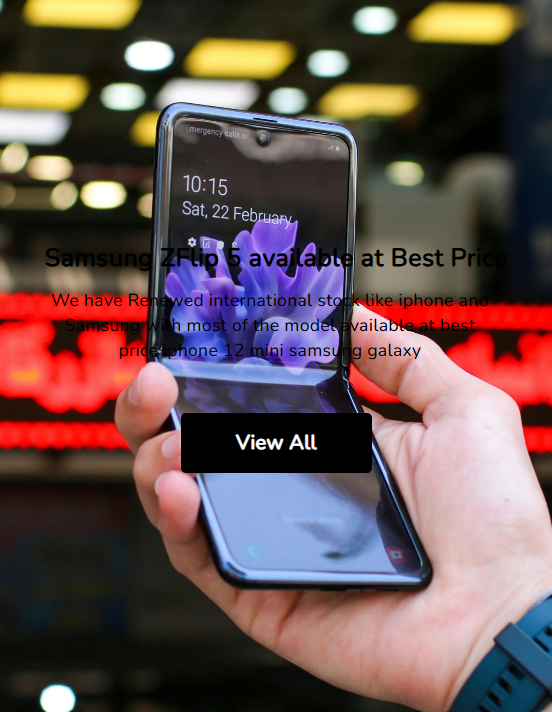 mergency calls o
10:15
Sat, 22 February
Samsung ZFlip 5 available at Best Price
We have Renewed international stock like iphone and
Samsung with most of the model available at best
price iphone 12 mini samsung galaxy
View All